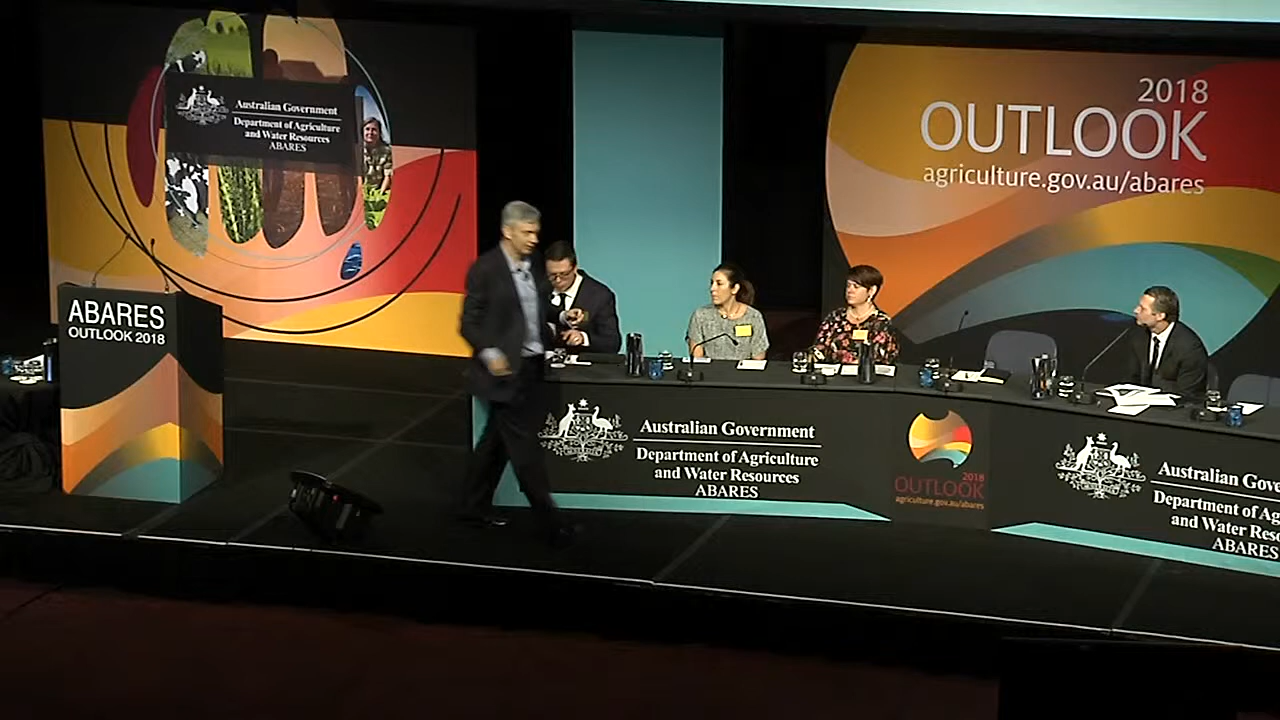 Australian Government
Department of Agriculture
and Water Resources
ABARES
2018
OUTLOOK
agriculture.gov.au/abares
ABARES
OUTLOOK 2018
Australian Government
Department of Agriculture
and Water Resources
ABARES
2018
OUTLOOK
agriculture.gov.au/abares
Australian Gove
Department of Ag
and Water Reso
ABARES